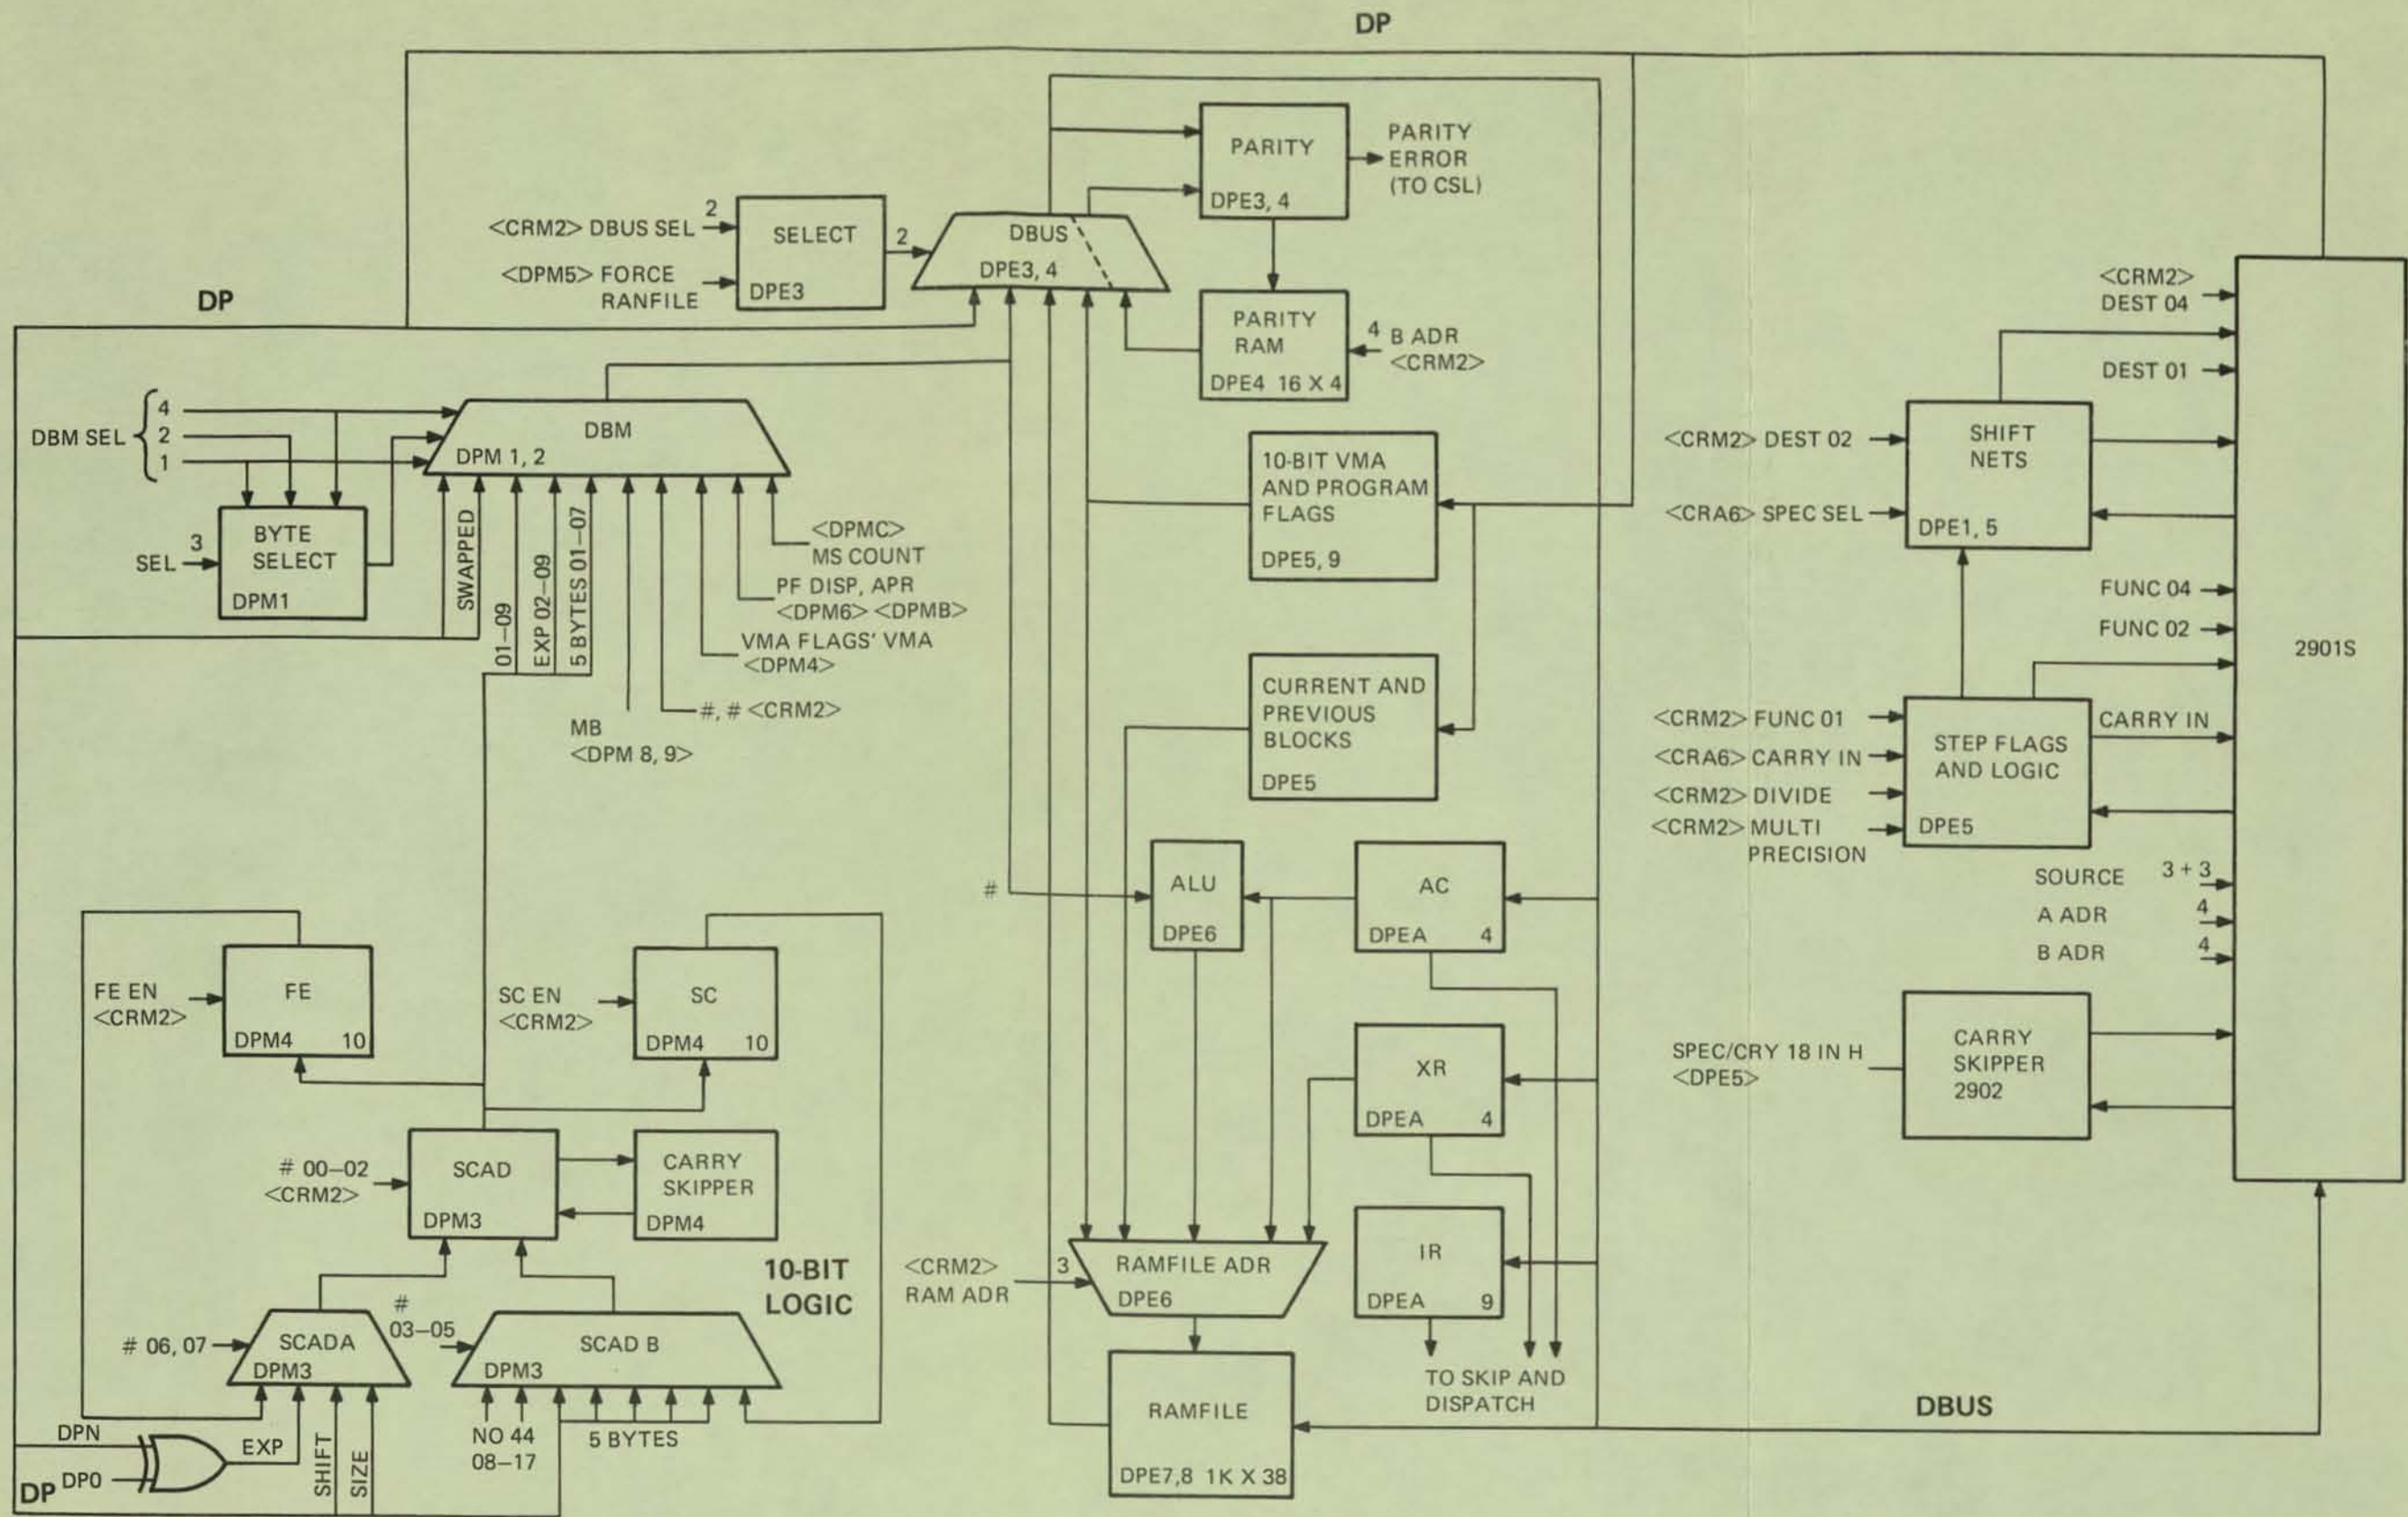 DP
PARITY
DPE3, 4
PARITY
ERROR
(TO CSL)
<CRM2> DBUS SEL
2
<DPM5> FORCE
RANFILE
SELECT
DPE3
2
DBUS
DPE3, 4
PARITY
RAM
DPE4 16 X 4
4
B ADR
<CRM2>
DP
DBM SEL
4
2
1
DBM
DPM 1, 2
SEL
3
BYTE
SELECT
DPM1
SWAPPED
01–09
EXP 02–09
5 BYTES 01–07
<DPMC>
MS COUNT
PF DISP, APR
<DPM6> <DPMB>
VMA FLAGS' VMA
<DPM4>
#, # <CRM2>
MB
<DPM 8, 9>
10-BIT VMA
AND PROGRAM
FLAGS
DPE5, 9
CURRENT AND
PREVIOUS
BLOCKS
DPE5
#
ALU
DPE6
AC
DPEA 4
XR
DPEA 4
IR
DPEA 9
TO SKIP AND
DISPATCH
<CRM2>
RAM ADR
3
RAMFILE ADR
DPE6
RAMFILE
DPE7,8 1K X 38
FE EN
<CRM2>
FE
DPM4 10
SC EN
<CRM2>
SC
DPM4 10
# 00–02
<CRM2>
SCAD
DPM3
CARRY
SKIPPER
DPM4
10-BIT
LOGIC
# 06, 07
SCADA
DPM3
#
03–05
SCAD B
DPM3
DPN
DP0
EXP
SHIFT
SIZE
NO 44
08–17
5 BYTES
DP
<CRM2>
DEST 04
DEST 01
<CRM2> DEST 02
<CRA6> SPEC SEL
SHIFT
NETS
DPE1, 5
FUNC 04
FUNC 02
2901S
<CRM2> FUNC 01
<CRA6> CARRY IN
<CRM2> DIVIDE
<CRM2> MULTI
PRECISION
STEP FLAGS
AND LOGIC
DPE5
CARRY IN
SOURCE 3 + 3
A ADR 4
B ADR 4
SPEC/CRY 18 IN H
<DPE5>
CARRY
SKIPPER
2902
DBUS